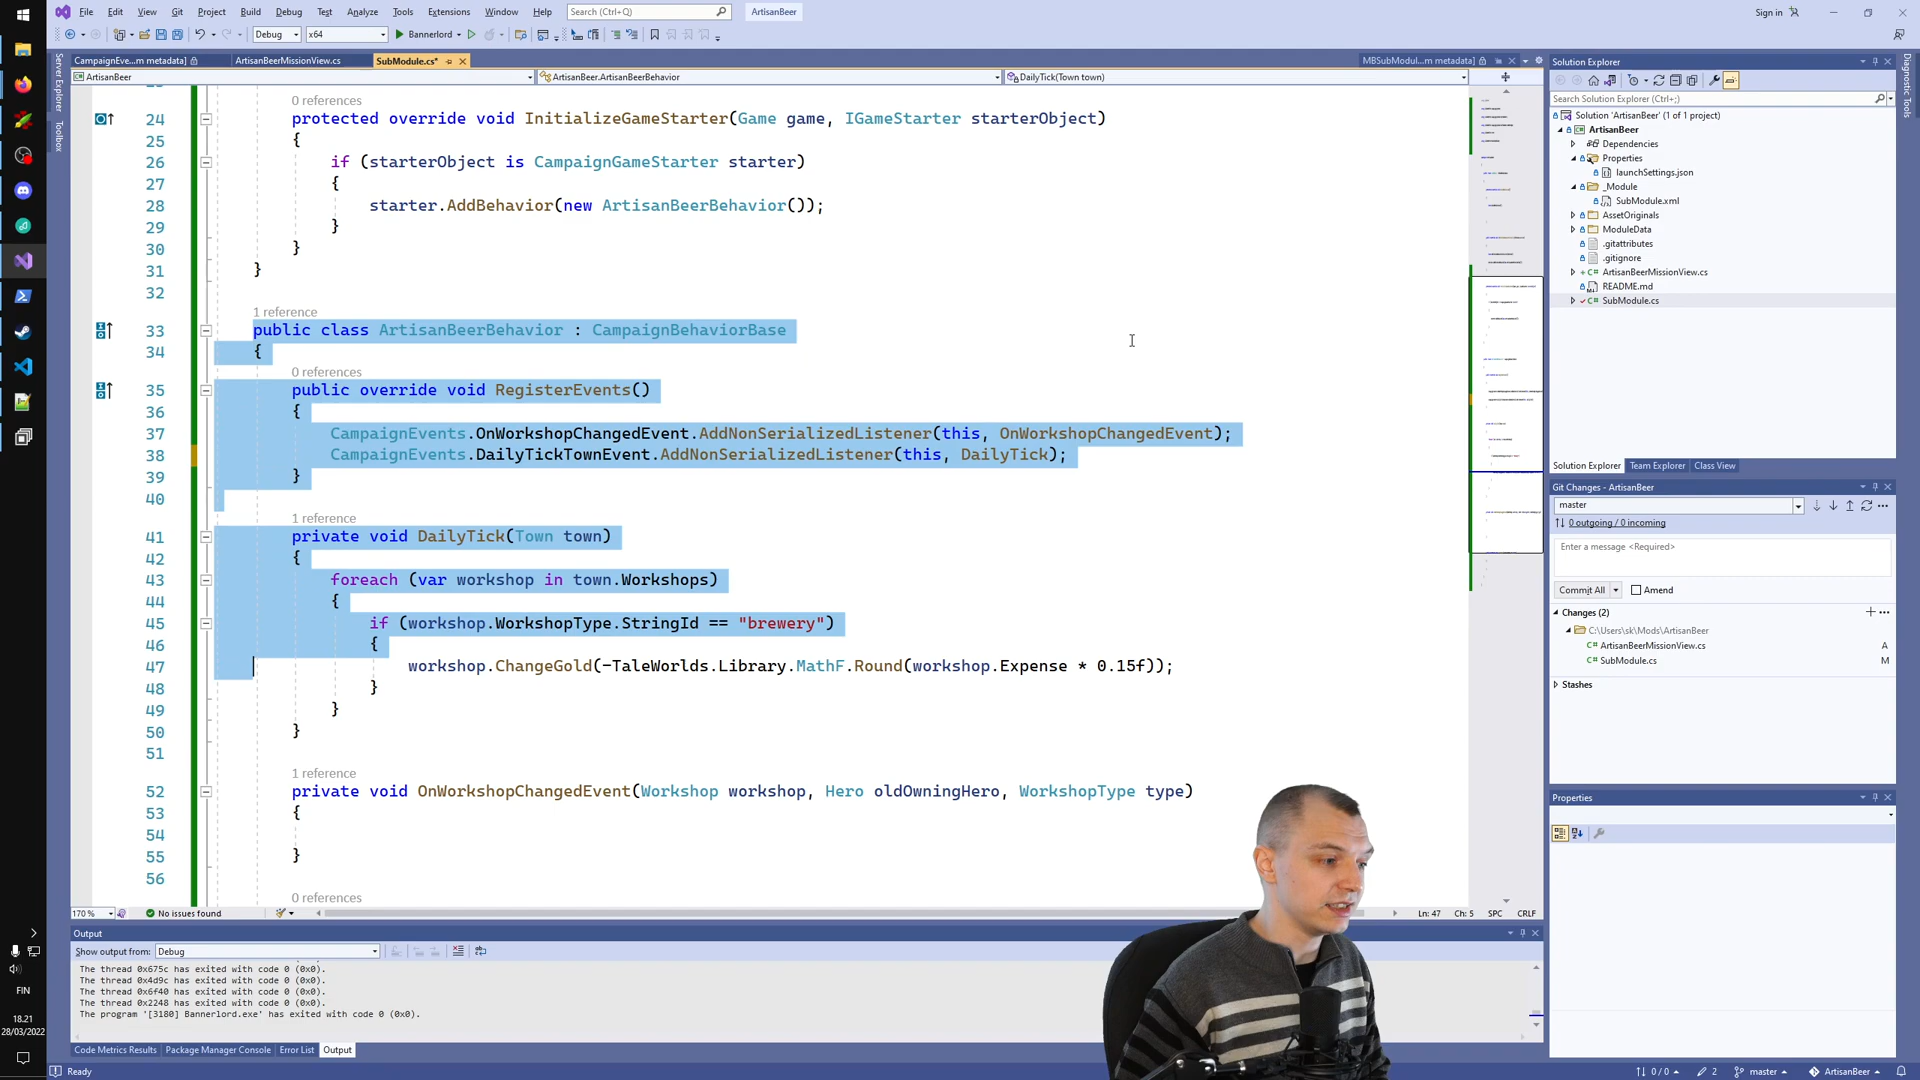 File Edit View Git Project Build Debug Test Analyze Tools Extensions Window Help Search (Ctrl+Q) ArtisanBeer Sign in
Debug x64 Bannerlord
CampaignEve...m metadata] ArtisanBeerMissionView.cs SubModule.cs* MBSubModul...m metadata]
ArtisanBeer ArtisanBeer.ArtisanBeerBehavior DailyTick(Town town)
Server Explorer
Toolbox
0 references
24 protected override void InitializeGameStarter(Game game, IGameStarter starterObject)
25 {
26 if (starterObject is CampaignGameStarter starter)
27 {
28 starter.AddBehavior(new ArtisanBeerBehavior());
29 }
30 }
31 }
32
1 reference
33 public class ArtisanBeerBehavior : CampaignBehaviorBase
34 {
0 references
35 public override void RegisterEvents()
36 {
37 CampaignEvents.OnWorkshopChangedEvent.AddNonSerializedListener(this, OnWorkshopChangedEvent);
38 CampaignEvents.DailyTickTownEvent.AddNonSerializedListener(this, DailyTick);
39 }
40
1 reference
41 private void DailyTick(Town town)
42 {
43 foreach (var workshop in town.Workshops)
44 {
45 if (workshop.WorkshopType.StringId == "brewery")
46 {
47 workshop.ChangeGold(-TaleWorlds.Library.MathF.Round(workshop.Expense * 0.15f));
48 }
49 }
50 }
51
1 reference
52 private void OnWorkshopChangedEvent(Workshop workshop, Hero oldOwningHero, WorkshopType type)
53 {
54
55 }
56
0 references
170 % No issues found Ln: 47 Ch: 5 SPC CRLF
Output
Show output from: Debug
The thread 0x675c has exited with code 0 (0x0).
The thread 0x4d9c has exited with code 0 (0x0).
The thread 0x6f40 has exited with code 0 (0x0).
The thread 0x2248 has exited with code 0 (0x0).
The program '[3180] Bannerlord.exe' has exited with code 0 (0x0).
Code Metrics Results Package Manager Console Error List Output
Ready 0 / 0 2 master ArtisanBeer
Solution Explorer
Search Solution Explorer (Ctrl+;)
Solution 'ArtisanBeer' (1 of 1 project)
ArtisanBeer
Dependencies
Properties
launchSettings.json
_Module
SubModule.xml
AssetOriginals
ModuleData
.gitattributes
.gitignore
ArtisanBeerMissionView.cs
README.md
SubModule.cs
Solution Explorer Team Explorer Class View
Git Changes - ArtisanBeer
master
0 outgoing / 0 incoming
Enter a message <Required>
Commit All Amend
Changes (2)
C:\Users\sk\Mods\ArtisanBeer
ArtisanBeerMissionView.cs A
SubModule.cs M
Stashes
Properties
Diagnostic Tools
FIN
18.21
28/03/2022